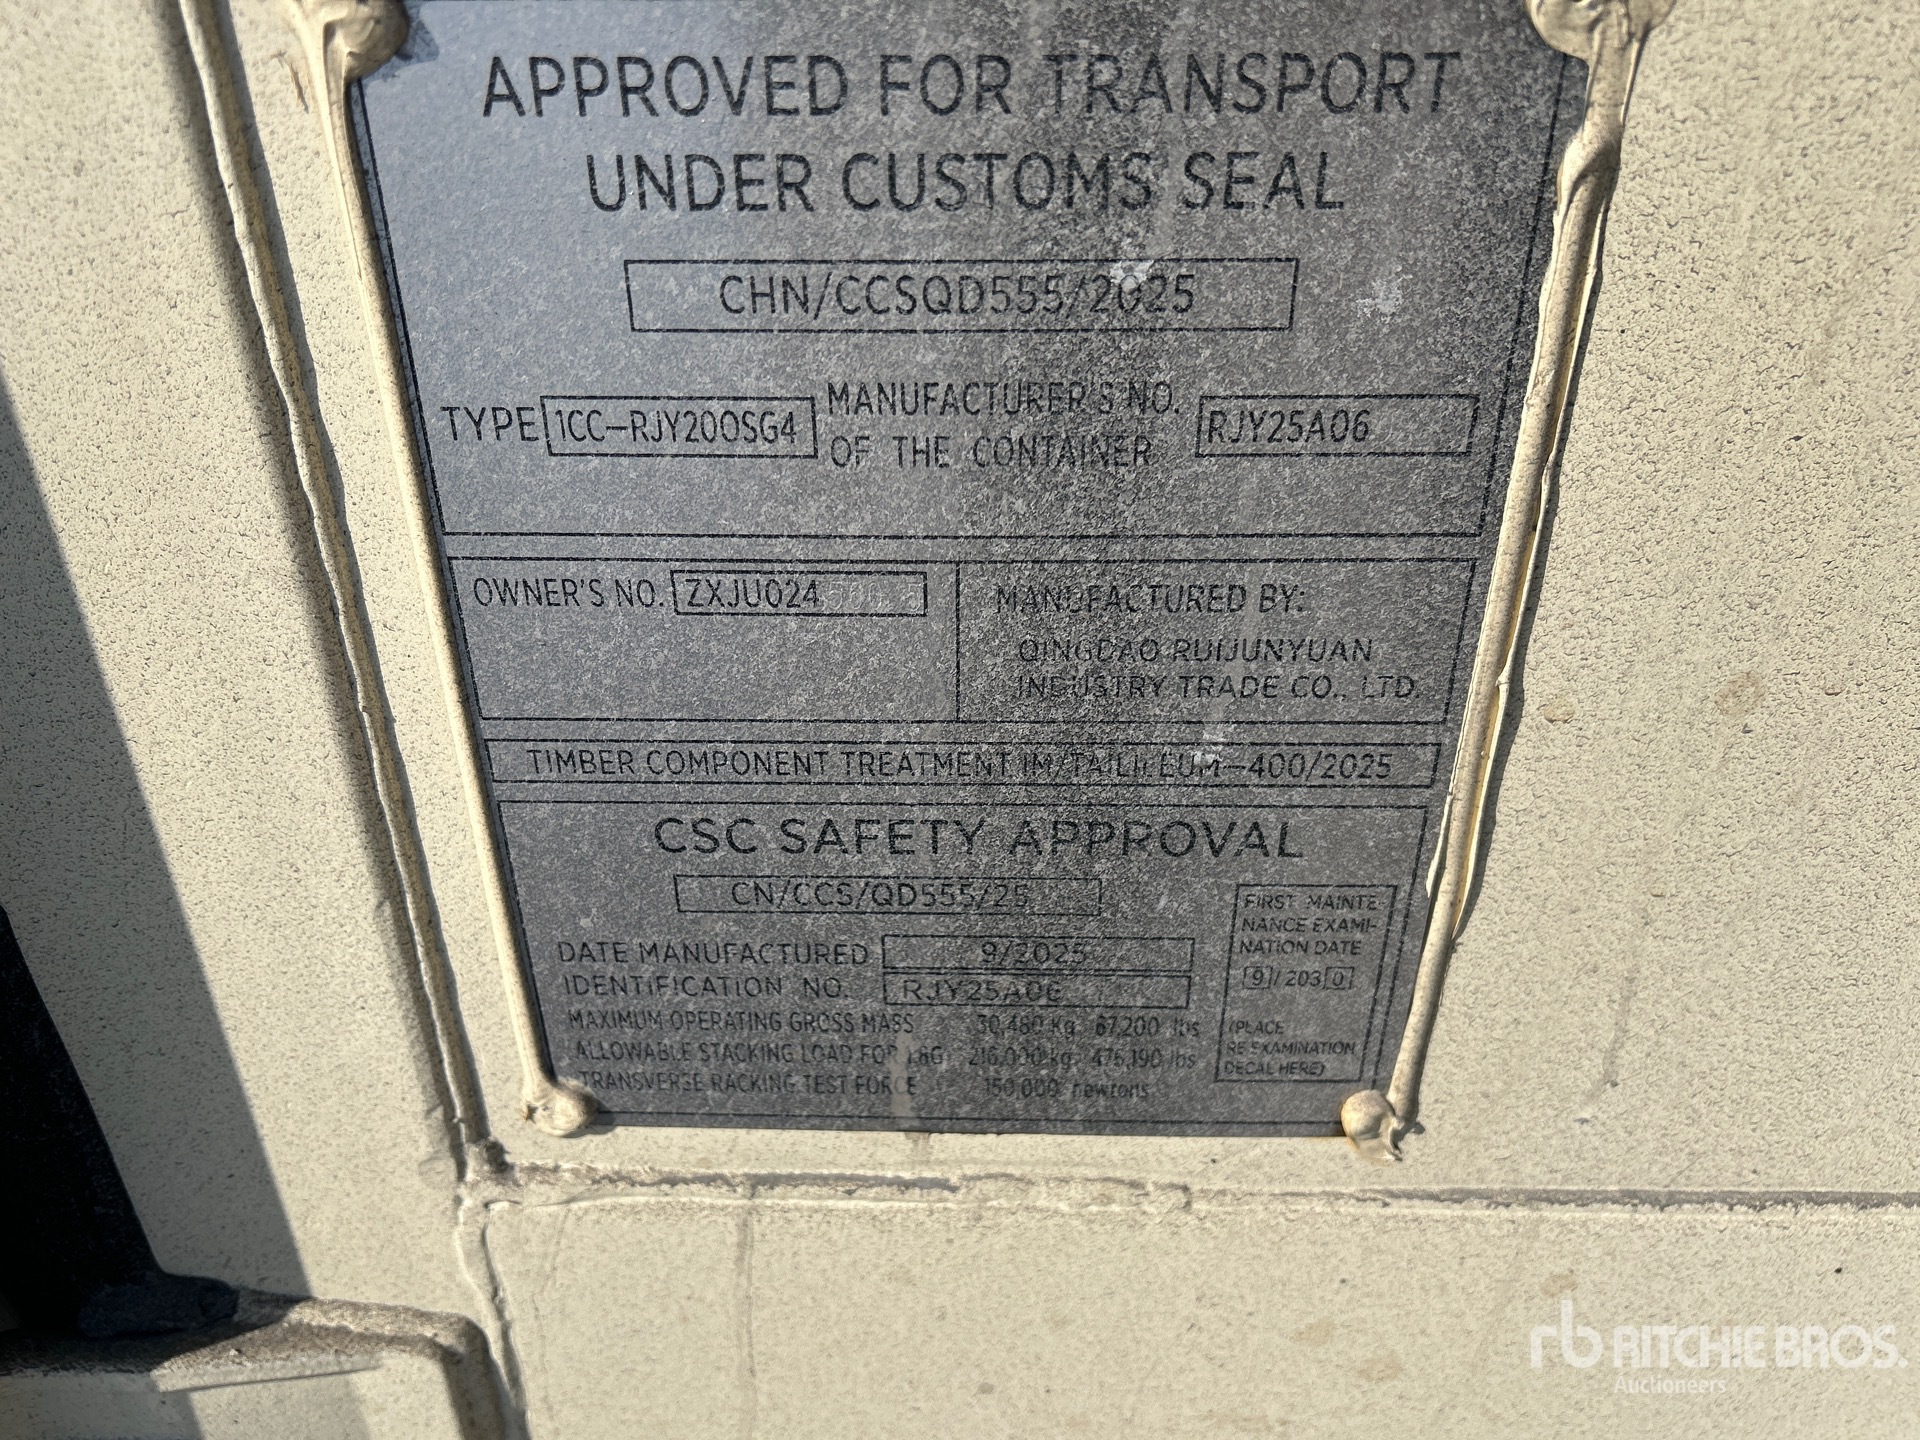 APPROVED FOR TRANSPORT
UNDER CUSTOMS SEAL
CHN/CCSQD555/2025
TYPE 1CC-RJY20OSG4
MANUFACTURER'S NO.
OF THE CONTAINER
RJY25A06
OWNER'S NO. ZXJU024
MANUFACTURED BY:
QINGDAO RUIJUNYUAN
INDUSTRY TRADE CO., LTD.
TIMBER COMPONENT TREATMENT
CSC SAFETY APPROVAL
CN/CCS/QD555/25
DATE MANUFACTURED 9/2025
IDENTIFICATION NO. RJY25A06
MAXIMUM OPERATING GROSS MASS 30,480 Kg 67,200 lbs
ALLOWABLE STACKING LOAD FOR 1.8G 216,000 kg 476,190 lbs
TRANSVERSE RACKING TEST FORCE 150,000 newtons
FIRST MAINTE-
NANCE EXAMI-
NATION DATE
9/2030
(PLACE
RE EXAMINATION
DECAL HERE)
rb RITCHIE BROS.
Auctioneers